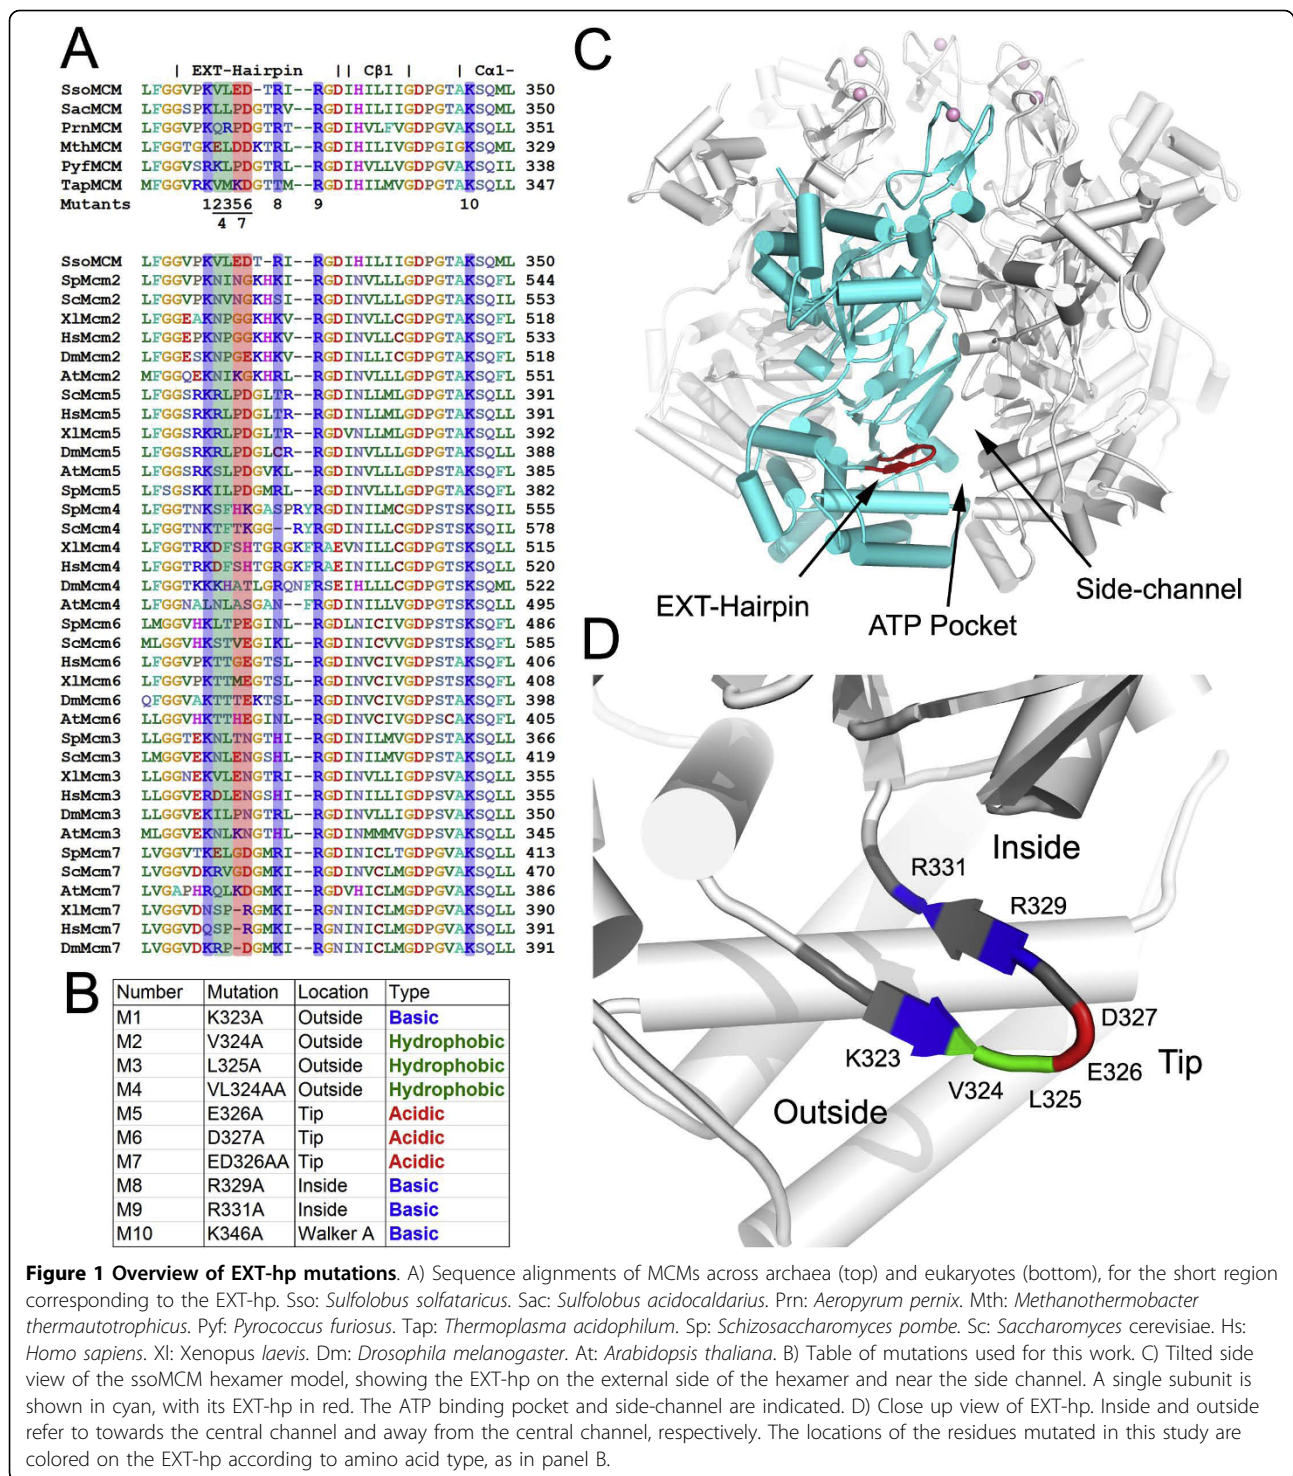 A
| EXT-Hairpin | | Cβ1 | | Cα1-
SsoMCM LFGGVPKVLED-TRI--RGDIHILIIGDPGTAKSQML 350
SacMCM LFGGSPKLLPDGTRV--RGDIHILIIGDPGTAKSQML 350
PrnMCM LFGGVPKQRPDGTRT--RGDIHVLFVGDPGVAKSQML 351
MthMCM LFGGTGKELDDKTRL--RGDIHILIVGDPGIGKSQML 329
PyfMCM LFGGVSRKLPDGTRL--RGDIHVLLVGDPGVAKSQIL 338
TapMCM MFGGVRKVMKDGTTM--RGDIHILMVGDPGVAKSQLL 347
Mutants 12356 8 9 10
4 7
SsoMCM LFGGVPKVLEDT-RI--RGDIHILIIGDPGTAKSQML 350
SpMcm2 LFGGVPKNINGKHKI--RGDINVLLLGDPGTAKSQFL 544
ScMcm2 LFGGVPKNVNGKHSI--RGDINVLLLGDPGTAKSQIL 553
XlMcm2 LFGGEAKNPGGKHKV--RGDINVLLCGDPGTAKSQFL 518
HsMcm2 LFGGEPKNPGGKHKV--RGDINVLLCGDPGTAKSQFL 533
DmMcm2 LFGGESKNPGEKHKV--RGDINLLICGDPGTAKSQFL 518
AtMcm2 MFGGQEKNIKGKHRL--RGDINVLLLGDPGTAKSQFL 551
ScMcm5 LFGGSRKRLPDGLTR--RGDINVLMLGDPGTAKSQLL 391
HsMcm5 LFGGSRKRLPDGLTR--RGDINLLMLGDPGTAKSQLL 391
XlMcm5 LFGGSRKRLPDGLTR--RGDVNLLMLGDPGTAKSQLL 392
DmMcm5 LFGGSRKRLPDGLCR--RGDINVLLLGDPGTAKSQLL 388
AtMcm5 LFGGSRKSLPDGVKL--RGDINVLLLGDPSTAKSQFL 385
SpMcm5 LFSGSKKILPDGMRL--RGDINVLLLGDPGTAKSQFL 382
SpMcm4 LFGGTNKSFHKGASPRYRGDINILMCGDPSTSKSQIL 555
ScMcm4 LFGGTNKTFTKGG--RYRGDINILLCGDPSTSKSQIL 578
XlMcm4 LFGGTRKDFSHTGRGKFRAEVNILLCGDPGTSKSQLL 515
HsMcm4 LFGGTRKDFSHTGRGKFRAEINILLCGDPGTSKSQLL 520
DmMcm4 LFGGTKKKHATLGRQNFRSEIHLLLCGDPGTSKSQML 522
AtMcm4 LFGGNALNLASGAN--FRGDINILLVGDPGTSKSQLL 495
SpMcm6 LMGGVHKLTPEGINL--RGDLNICIVGDPSTSKSQFL 486
ScMcm6 MLGGVHKSTVEGIKL--RGDINICVVGDPSTSKSQFL 585
HsMcm6 LFGGVPKTTGEGTSL--RGDINVCIVGDPSTAKSQFL 406
XlMcm6 LFGGVPKTTMEGTSL--RGDINVCIVGDPSTSKSQFL 408
DmMcm6 QFGGVAKTTTEKTSL--RGDINVCIVGDPSTAKSQFL 398
AtMcm6 LLGGVHKTTHEGINL--RGDINVCIVGDPSCAKSQFL 405
SpMcm3 LLGGTEKNLTNGTHI--RGDINILMVGDPSTAKSQLL 366
ScMcm3 LMGGVEKNLENGSHL--RGDINILMVGDPSTAKSQLL 419
XlMcm3 LLGGNEKVLENGTRI--RGDINVLLIGDPSVAKSQLL 355
HsMcm3 LLGGVERDLENGSHI--RGDINILLIGDPSVAKSQLL 355
DmMcm3 LLGGVEKILPNGTRL--RGDINVLLIGDPSVAKSQLL 350
AtMcm3 MLGGVEKNLKNGTHL--RGDINMMMVGDPSVAKSQLL 345
SpMcm7 LVGGVTKELGDGMRI--RGDINICLTGDPGVAKSQLL 413
ScMcm7 LVGGVDKRVGDGMKI--RGDINVCLMGDPGVAKSQLL 470
AtMcm7 LVGAPHRQLKDGMKI--RGDVHICLMGDPGVAKSQLL 386
XlMcm7 LVGGVDNSP-RGMKI--RGNINICLMGDPGVAKSQLL 390
HsMcm7 LVGGVDQSP-RGMKI--RGNINICLMGDPGVAKSQLL 391
DmMcm7 LVGGVDKRP-DGMKI--RGNINICLMGDPGVAKSQLL 391
B
Number Mutation Location Type
M1 K323A Outside Basic
M2 V324A Outside Hydrophobic
M3 L325A Outside Hydrophobic
M4 VL324AA Outside Hydrophobic
M5 E326A Tip Acidic
M6 D327A Tip Acidic
M7 ED326AA Tip Acidic
M8 R329A Inside Basic
M9 R331A Inside Basic
M10 K346A Walker A Basic
C
EXT-Hairpin
ATP Pocket
Side-channel
D
Inside
R331
R329
D327
K323
E326
Tip
V324
L325
Outside
Figure 1 Overview of EXT-hp mutations. A) Sequence alignments of MCMs across archaea (top) and eukaryotes (bottom), for the short region
corresponding to the EXT-hp. Sso: Sulfolobus solfataricus. Sac: Sulfolobus acidocaldarius. Prn: Aeropyrum pernix. Mth: Methanothermobacter
thermautotrophicus. Pyf: Pyrococcus furiosus. Tap: Thermoplasma acidophilum. Sp: Schizosaccharomyces pombe. Sc: Saccharomyces cerevisiae. Hs:
Homo sapiens. Xl: Xenopus laevis. Dm: Drosophila melanogaster. At: Arabidopsis thaliana. B) Table of mutations used for this work. C) Tilted side
view of the ssoMCM hexamer model, showing the EXT-hp on the external side of the hexamer and near the side channel. A single subunit is
shown in cyan, with its EXT-hp in red. The ATP binding pocket and side-channel are indicated. D) Close up view of EXT-hp. Inside and outside
refer to towards the central channel and away from the central channel, respectively. The locations of the residues mutated in this study are
colored on the EXT-hp according to amino acid type, as in panel B.